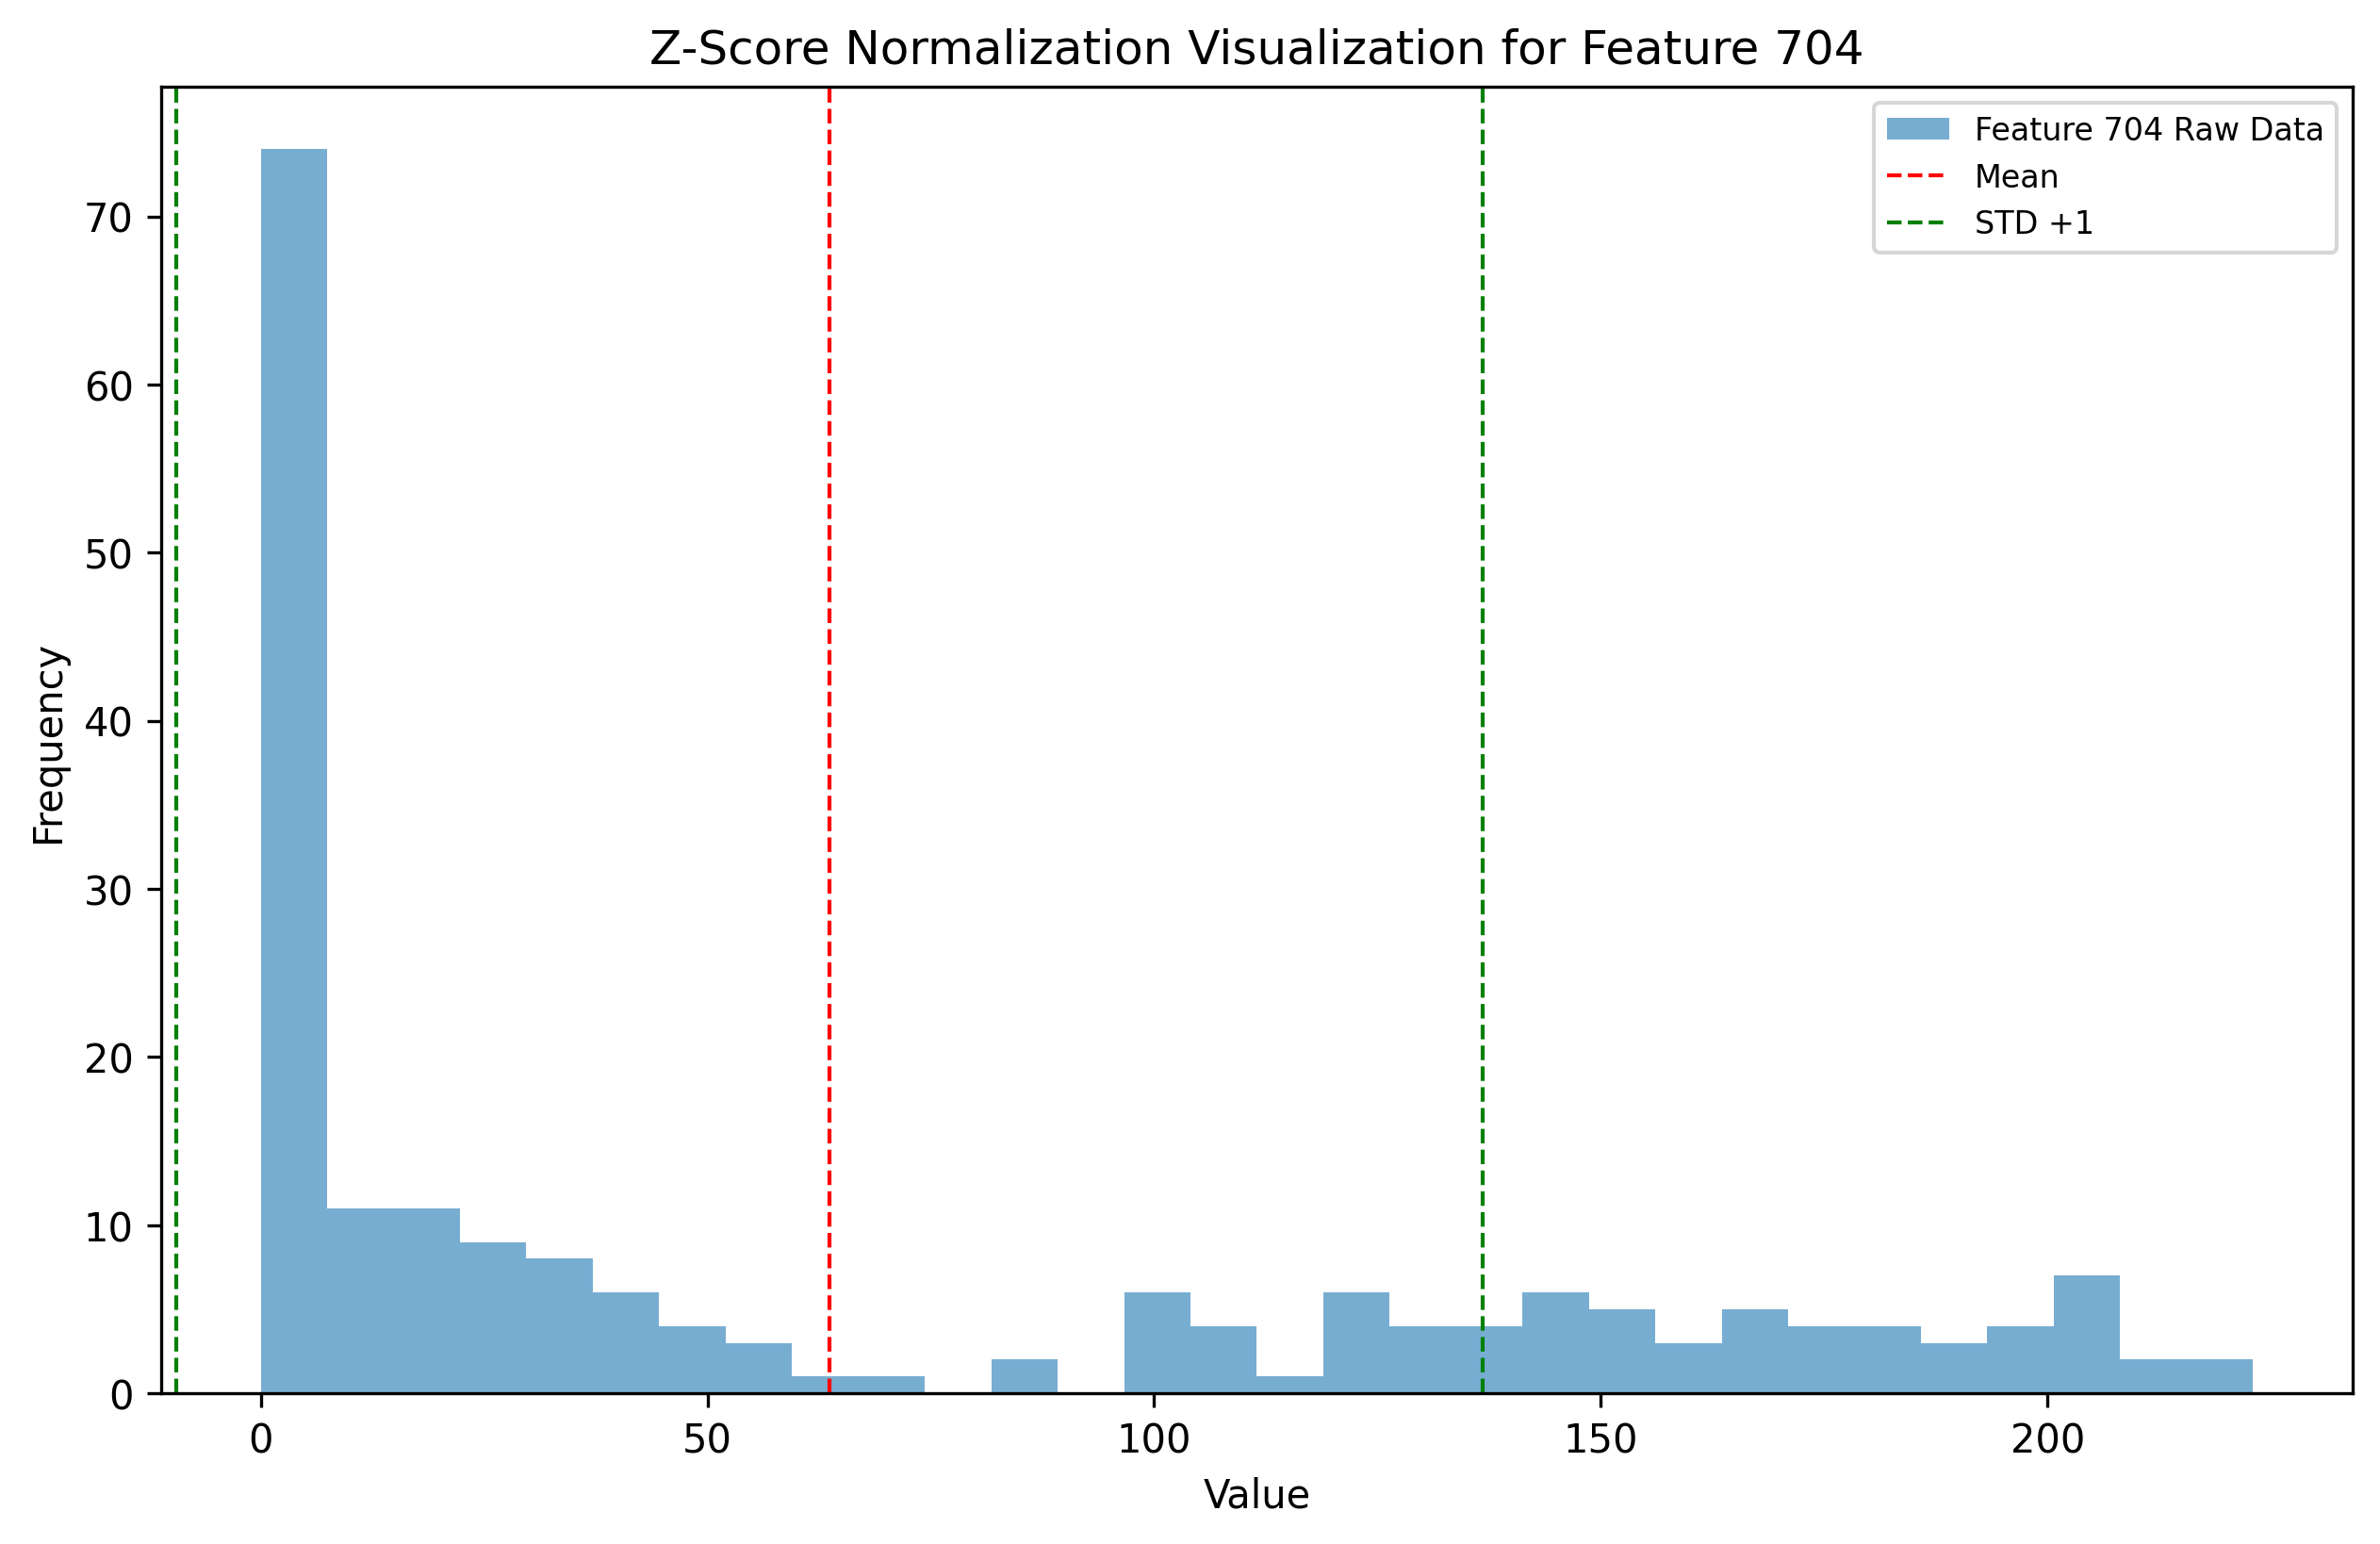 Z-Score Normalization Visualization for Feature 704
Feature 704 Raw Data
Mean
STD +1
Frequency
70
60
50
40
30
20
10
0
0 50 100 150 200
Value